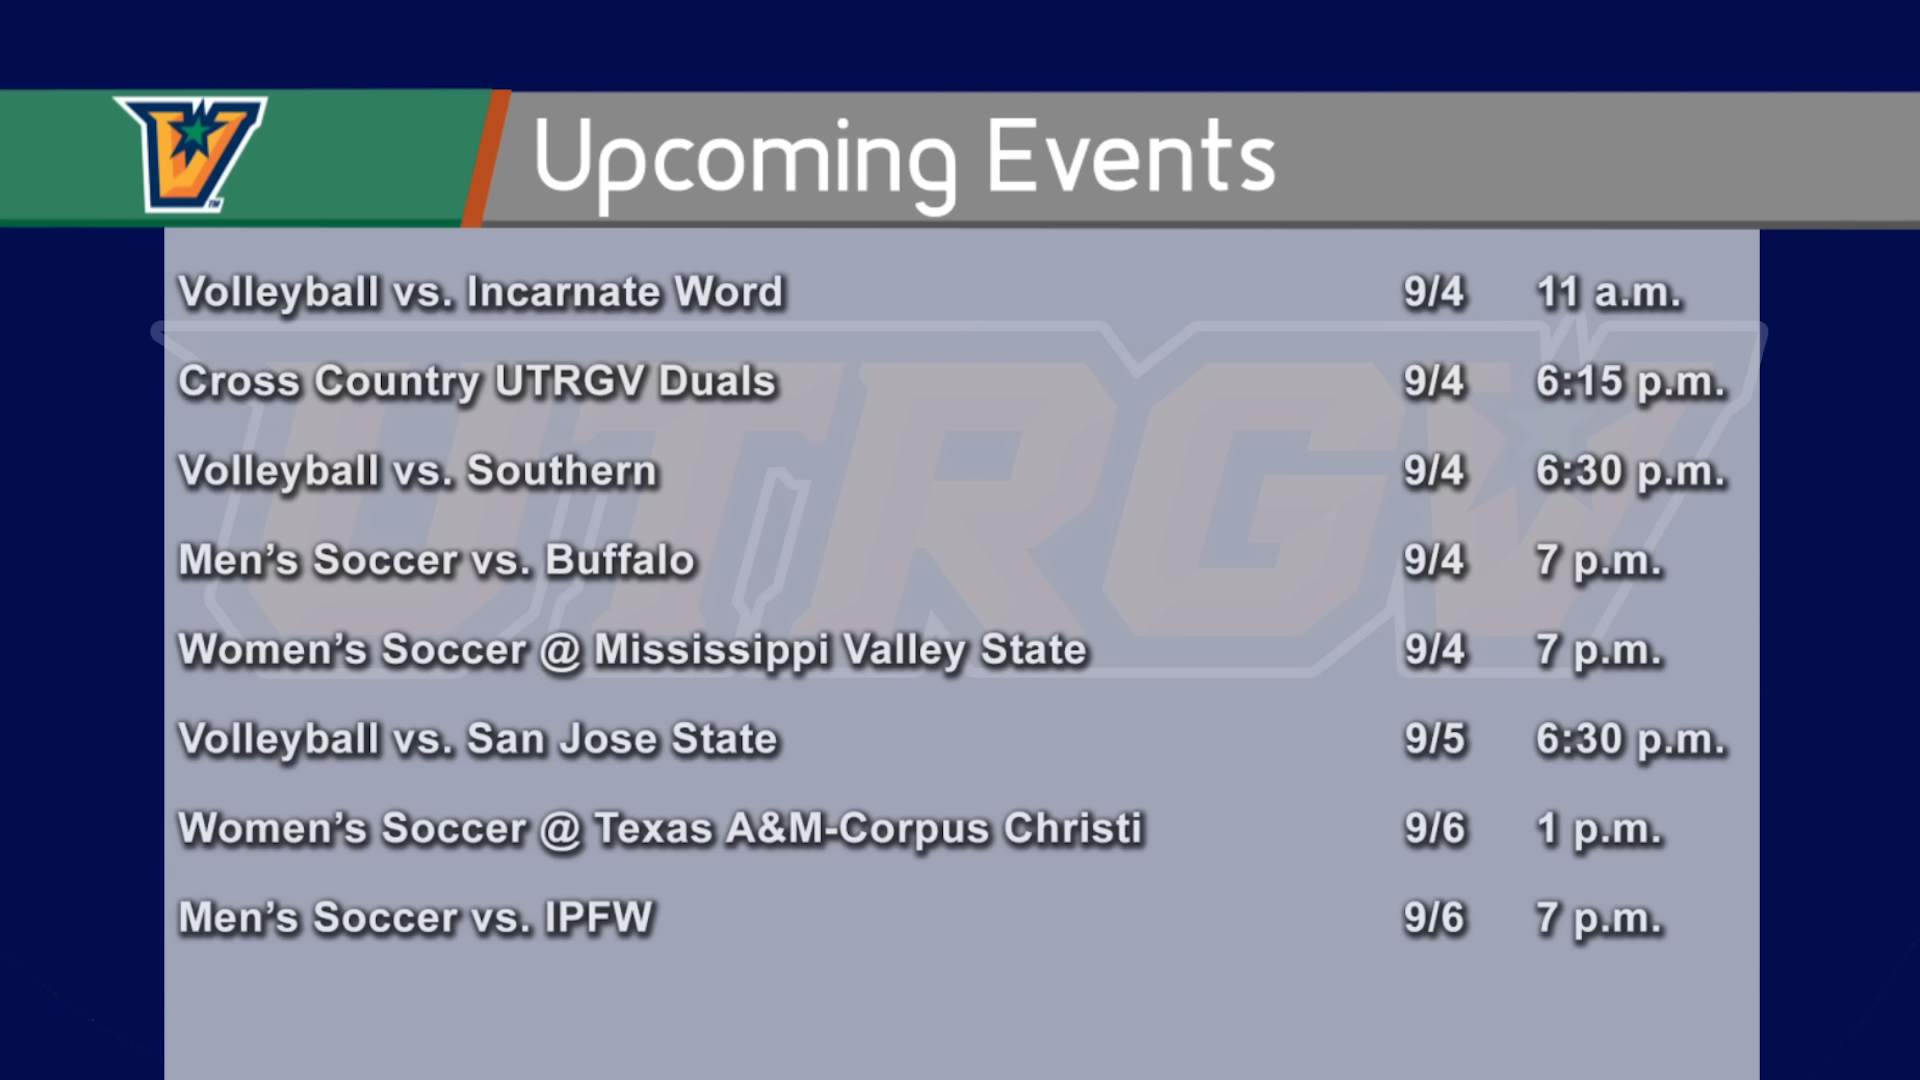 Upcoming Events
Volleyball vs. Incarnate Word 9/4 11 a.m.
Cross Country UTRGV Duals 9/4 6:15 p.m.
Volleyball vs. Southern 9/4 6:30 p.m.
Men’s Soccer vs. Buffalo 9/4 7 p.m.
Women’s Soccer @ Mississippi Valley State 9/4 7 p.m.
Volleyball vs. San Jose State 9/5 6:30 p.m.
Women’s Soccer @ Texas A&M-Corpus Christi 9/6 1 p.m.
Men’s Soccer vs. IPFW 9/6 7 p.m.
V TM
UTRGV